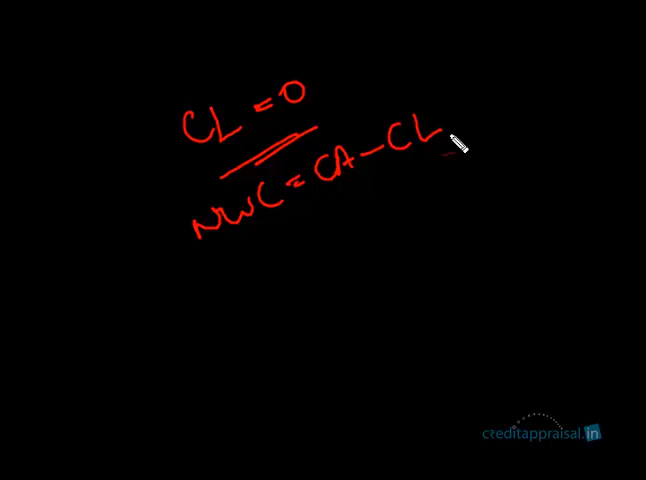 CL = 0
NWC = CA - CL
creditappraisal.in